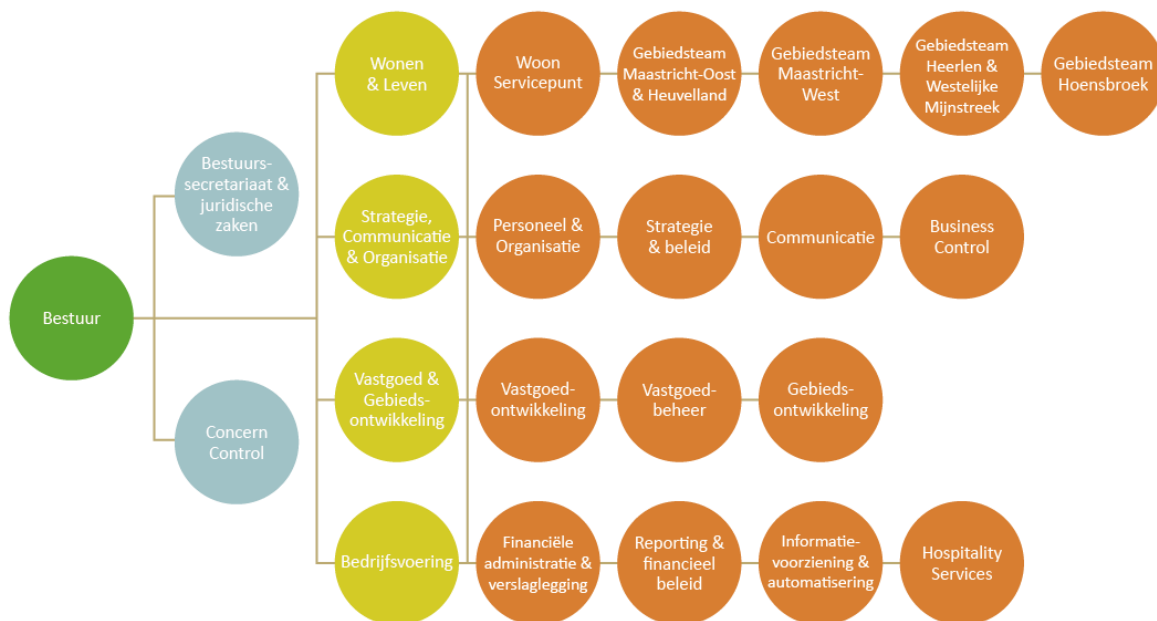 Wonen
& Leven
Woon
Servicepunt
Gebiedsteam
Maastricht-Oost
& Heuvelland
Gebiedsteam
Maastricht-
West
Gebiedsteam
Heerlen &
Westelijke
Mijnstreek
Gebiedsteam
Hoensbroek
Bestuurs-
secretariaat &
juridische
zaken
Strategie,
Communicatie
& Organisatie
Personeel &
Organisatie
Strategie
& beleid
Communicatie
Business
Control
Bestuur
Vastgoed &
Gebieds-
ontwikkeling
Vastgoed-
ontwikkeling
Vastgoed-
beheer
Gebieds-
ontwikkeling
Concern
Control
Bedrijfsvoering
Financiële
administratie &
verslaglegging
Reporting &
financieel
beleid
Informatie-
voorziening &
automatisering
Hospitality
Services